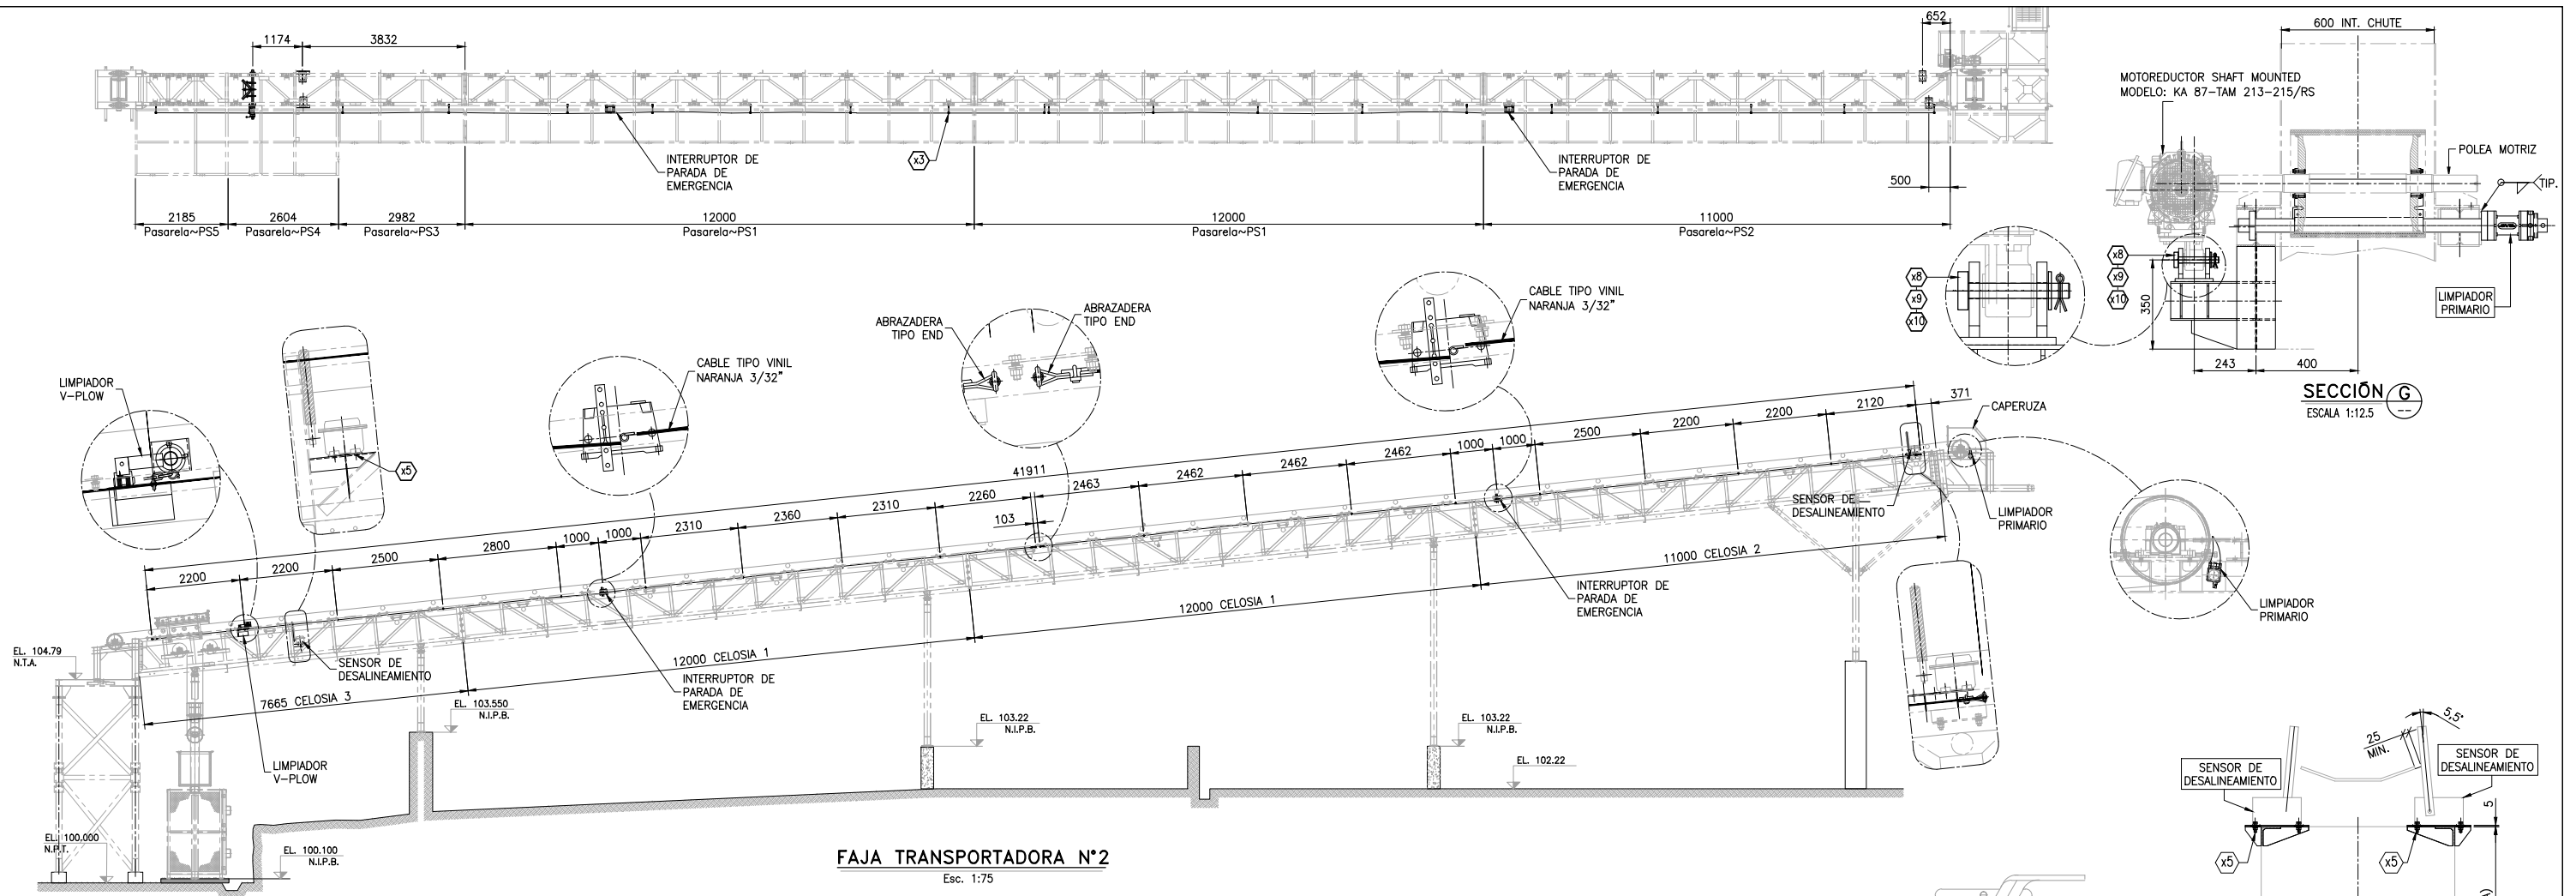 1174
3832
652
INTERRUPTOR DE
PARADA DE
EMERGENCIA
x3
INTERRUPTOR DE
PARADA DE
EMERGENCIA
500
2185
2604
2982
12000
12000
11000
Pasarela~PS5
Pasarela~PS4
Pasarela~PS3
Pasarela~PS1
Pasarela~PS1
Pasarela~PS2
600 INT. CHUTE
MOTOREDUCTOR SHAFT MOUNTED
MODELO: KA 87-TAM 213-215/RS
POLEA MOTRIZ
TIP.
x8
x9
x10
x8
x9
x10
350
LIMPIADOR
PRIMARIO
243
400
SECCIÓN G
--
ESCALA 1:12.5
LIMPIADOR
V-PLOW
x5
CABLE TIPO VINIL
NARANJA 3/32"
ABRAZADERA
TIPO END
ABRAZADERA
TIPO END
CABLE TIPO VINIL
NARANJA 3/32"
CAPERUZA
371
41911
2200
2200
2500
2800
1000
1000
2310
2360
2310
2260
103
2463
2462
2462
2462
1000
1000
2500
2200
2200
2120
SENSOR DE
DESALINEAMIENTO
LIMPIADOR
PRIMARIO
LIMPIADOR
PRIMARIO
INTERRUPTOR DE
PARADA DE
EMERGENCIA
11000 CELOSIA 2
12000 CELOSIA 1
12000 CELOSIA 1
7665 CELOSIA 3
SENSOR DE
DESALINEAMIENTO
INTERRUPTOR DE
PARADA DE
EMERGENCIA
LIMPIADOR
V-PLOW
EL. 104.79
N.T.A.
EL. 103.550
N.I.P.B.
EL. 103.22
N.I.P.B.
EL. 103.22
N.I.P.B.
EL. 102.22
EL. 100.000
N.P.T.
EL. 100.100
N.I.P.B.
FAJA TRANSPORTADORA N°2
Esc. 1:75
5,5°
25
MIN.
SENSOR DE
DESALINEAMIENTO
SENSOR DE
DESALINEAMIENTO
5
x5
x5